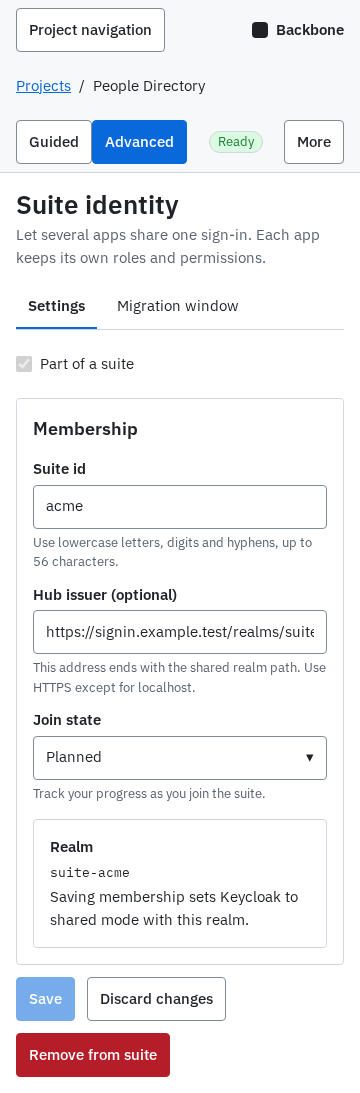 Project navigation
Backbone
Projects / People Directory
Guided
Advanced
Ready
More
Suite identity
Let several apps share one sign-in. Each app
keeps its own roles and permissions.
Settings
Migration window
Part of a suite
Membership
Suite id
acme
Use lowercase letters, digits and hyphens, up to
56 characters.
Hub issuer (optional)
https://signin.example.test/realms/suite
This address ends with the shared realm path. Use
HTTPS except for localhost.
Join state
Planned
Track your progress as you join the suite.
Realm
suite-acme
Saving membership sets Keycloak to
shared mode with this realm.
Save
Discard changes
Remove from suite